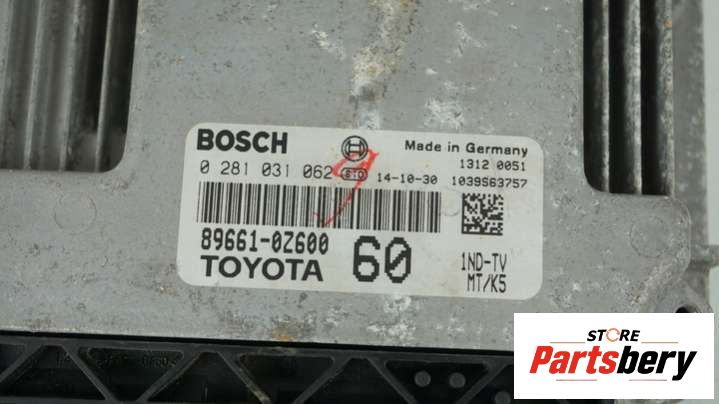 BOSCH Made in Germany
1312 0051
0 281 031 062 610 14-10-30 1039S63757
89661-0Z600
TOYOTA 60 1ND-TV
MT/K5
STORE
Partsbery